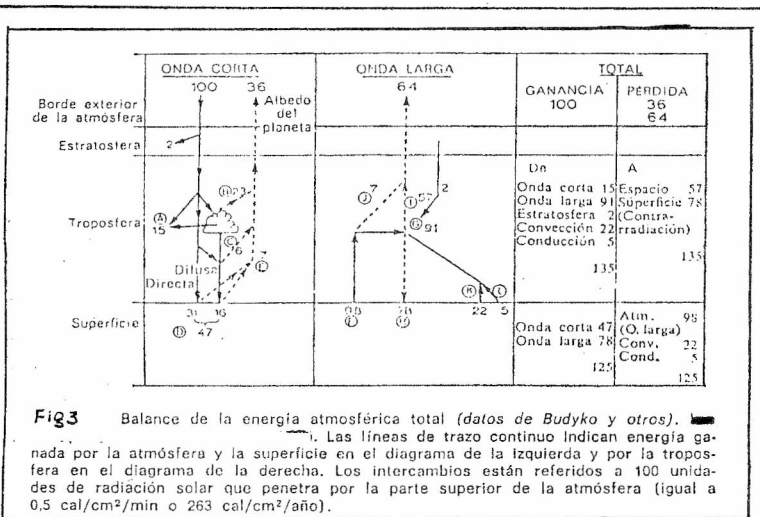 ONDA CORTA
100 36
Borde exterior
de la atmósfera
Albedo
del
planeta
Estratosfera
2
Troposfera
A
15
B 23
C
6
E
Difusa
Directa
Superficie
31 16
D 47
ONDA LARGA
64
J 7
I 57
2
G
91
K
98
78
22 5
TOTAL
GANANCIA PÉRDIDA
100 36
64
De A
Onda corta 15 Espacio 57
Onda larga 91 Superficie 78
Estratosfera 2 (Contra-
Convección 22 rradiación)
Conducción 5
135 135
Onda corta 47
Onda larga 78
125
Atm. 98
(O. larga)
Conv. 22
Cond. 5
125
Fig3 Balance de la energía atmosférica total (datos de Budyko y otros).
Las líneas de trazo continuo indican energía ga-
nada por la atmósfera y la superficie en el diagrama de la izquierda y por la tropos-
fera en el diagrama de la derecha. Los intercambios están referidos a 100 unida-
des de radiación solar que penetra por la parte superior de la atmósfera (igual a
0,5 cal/cm²/min o 263 cal/cm²/año).